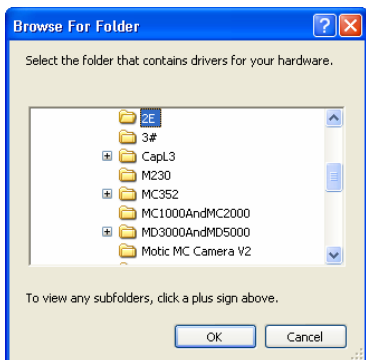 Browse For Folder
Select the folder that contains drivers for your hardware.
2E
3#
CapL3
M230
MC352
MC1000AndMC2000
MD3000AndMD5000
Motic MC Camera V2
To view any subfolders, click a plus sign above.
OK Cancel